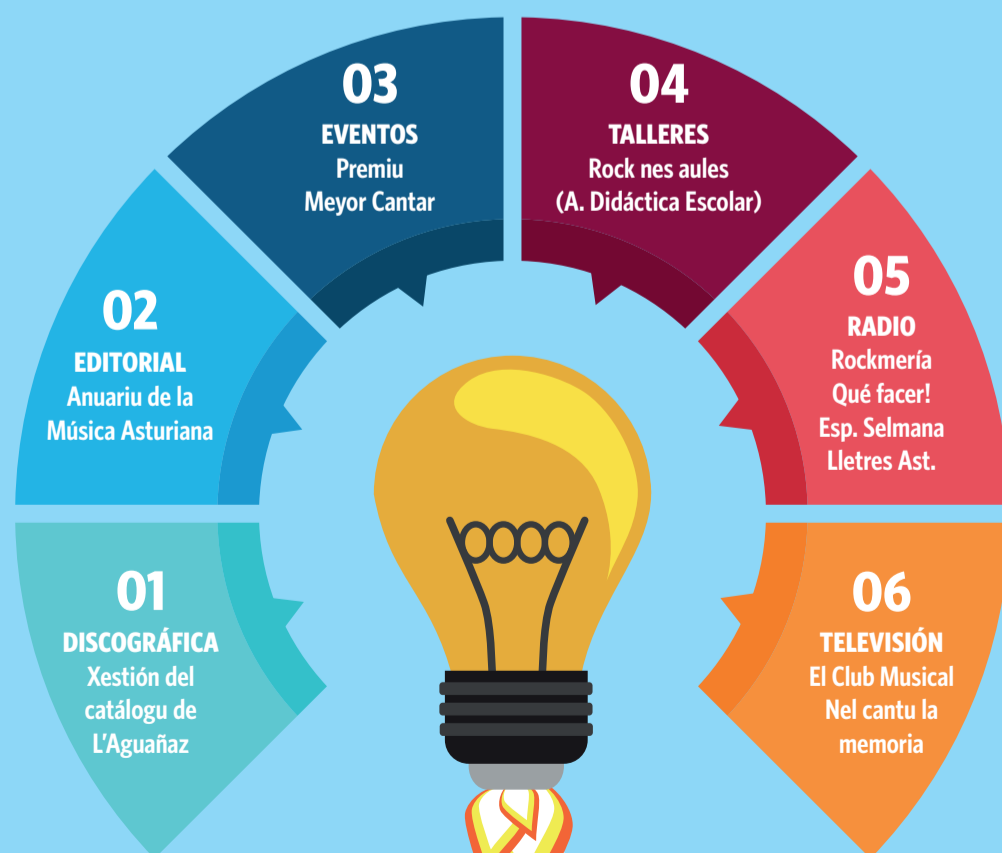 01
DISCOGRÁFICA
Xestión del
catálogu de
L'Aguañaz
02
EDITORIAL
Anuariu de la
Música Asturiana
03
EVENTOS
Premiu
Meyor Cantar
04
TALLERES
Rock nes aules
(A. Didáctica Escolar)
05
RADIO
Rockmería
Qué facer!
Esp. Selmana
Lletres Ast.
06
TELEVISIÓN
El Club Musical
Nel cantu la
memoria